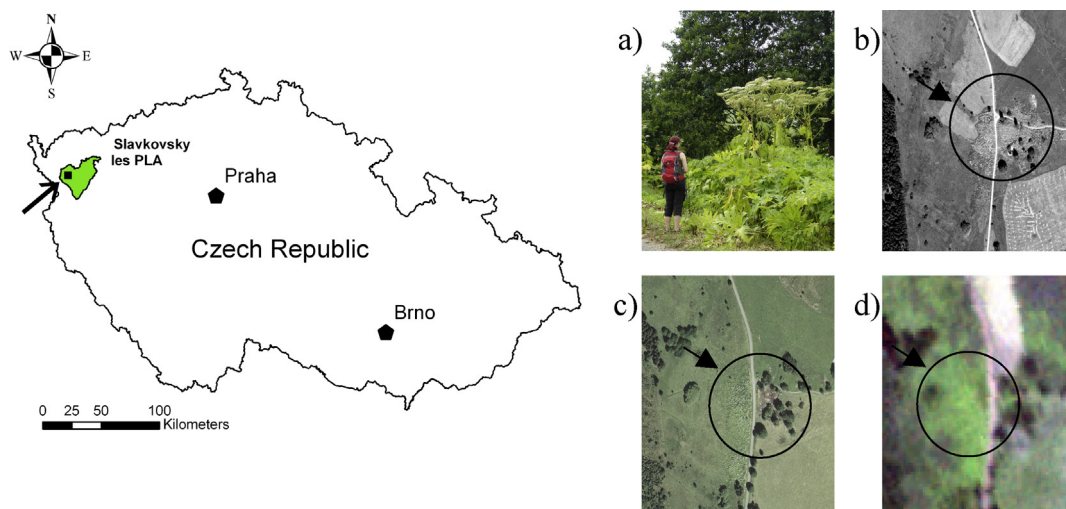 N
W E
S
Slavkovsky
les PLA
Praha
Czech Republic
Brno
0 25 50 100
Kilometers
a)
b)
c)
d)